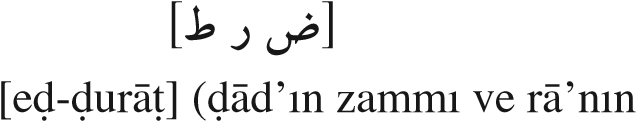 [ض ر ط]
[eḍ-ḍurāṭ] (ḍād’ın zammı ve rā’nın